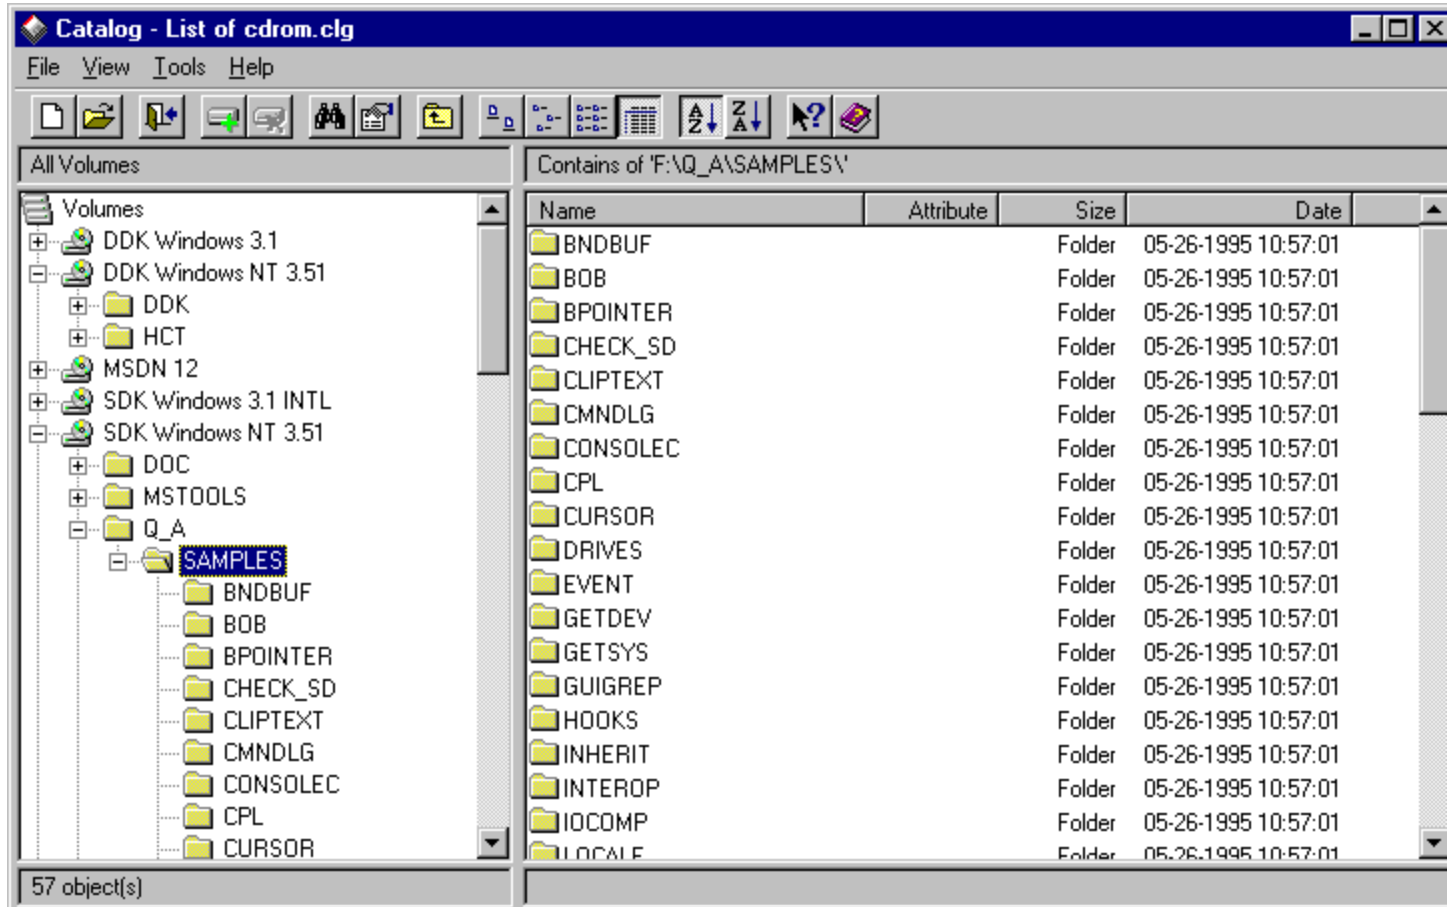 Catalog - List of cdrom.clg
File View Tools Help
All Volumes
Contains of 'F:\Q_A\SAMPLES\'
Volumes
DDK Windows 3.1
DDK Windows NT 3.51
DDK
HCT
MSDN 12
SDK Windows 3.1 INTL
SDK Windows NT 3.51
DOC
MSTOOLS
Q_A
SAMPLES
BNDBUF
BOB
BPOINTER
CHECK_SD
CLIPTEXT
CMNDLG
CONSOLEC
CPL
CURSOR
Name Attribute Size Date
BNDBUF Folder 05-26-1995 10:57:01
BOB Folder 05-26-1995 10:57:01
BPOINTER Folder 05-26-1995 10:57:01
CHECK_SD Folder 05-26-1995 10:57:01
CLIPTEXT Folder 05-26-1995 10:57:01
CMNDLG Folder 05-26-1995 10:57:01
CONSOLEC Folder 05-26-1995 10:57:01
CPL Folder 05-26-1995 10:57:01
CURSOR Folder 05-26-1995 10:57:01
DRIVES Folder 05-26-1995 10:57:01
EVENT Folder 05-26-1995 10:57:01
GETDEV Folder 05-26-1995 10:57:01
GETSYS Folder 05-26-1995 10:57:01
GUIGREP Folder 05-26-1995 10:57:01
HOOKS Folder 05-26-1995 10:57:01
INHERIT Folder 05-26-1995 10:57:01
INTEROP Folder 05-26-1995 10:57:01
IOCOMP Folder 05-26-1995 10:57:01
LOCALE Folder 05-26-1995 10:57:01
57 object(s)